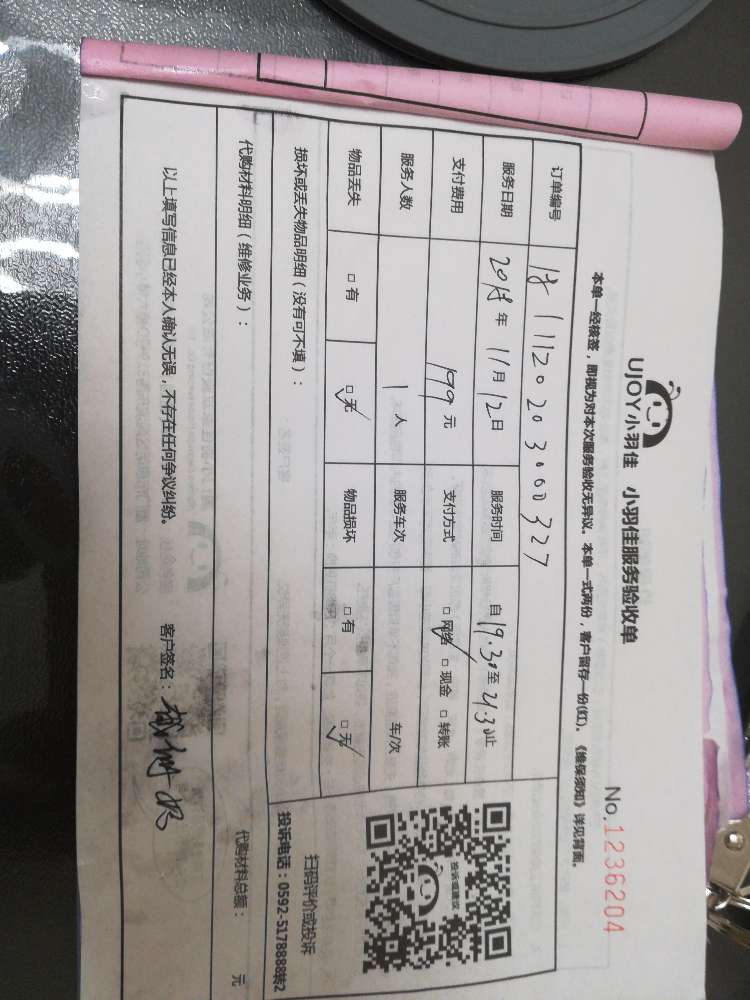 UJOY小羽佳 小羽佳服务验收单
No.1236204
本单一经核签，即视为对本次服务验收无异议。本单一式两份，客户留存一份(红)。《维保须知》详见背面。
订单编号 1811120203000327
服务日期 2018年11月12日 服务时间 自19.30至21.30止
支付费用 199元 支付方式 □网络 □现金 □转账
服务人数 1人 服务车次 车/次
物品丢失 □有 □无 物品损坏 □有 □无
损坏或丢失物品明细（没有可不填）：
投诉或建议
扫码评价或投诉
投诉电话：0592-5178888转2
代购材料明细（维修业务）：
代购材料总额： 元
以上填写信息已经本人确认无误，不存在任何争议纠纷。 客户签名：